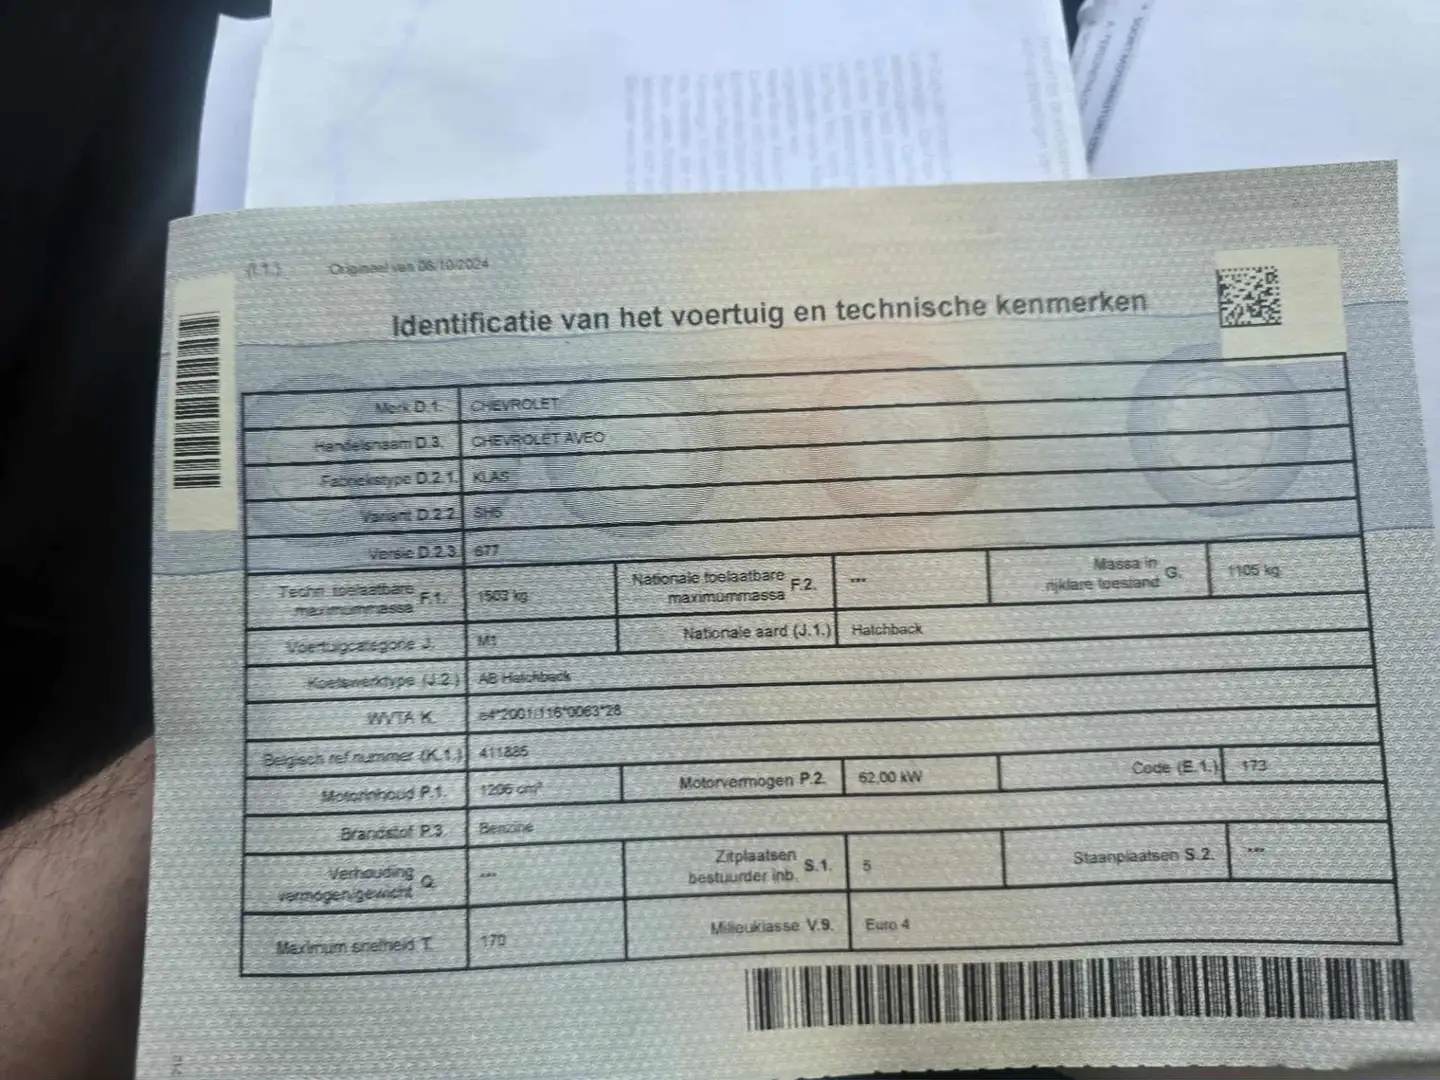 (I.1.) Origineel van 08/10/2024
Identificatie van het voertuig en technische kenmerken
Merk D.1. CHEVROLET
Handelsnaam D.3. CHEVROLET AVEO
Fabriekstype D.2.1. KLAS
Variant D.2.2 SH6
Versie D.2.3. 677
Techn. toelaatbare maximummassa F.1. 1503 kg Nationale toelaatbare maximummassa F.2. --- Massa in rijklare toestand G. 1105 kg
Voertuigcategorie J. M1 Nationale aard (J.1.) Hatchback
Koetswerktype (J.2.) AB Hatchback
WVTA K. e4*2001/116*0063*28
Belgisch ref.nummer (K.1.) 411885
Motorinhoud P.1. 1206 cm³ Motorvermogen P.2. 62,00 kW Code (E.1.) 173
Brandstof P.3. Benzine
Verhouding vermogen/gewicht Q. --- Zitplaatsen bestuurder inb. S.1. 5 Staanplaatsen S.2. ---
Maximum snelheid T. 170 Milieuklasse V.9. Euro 4